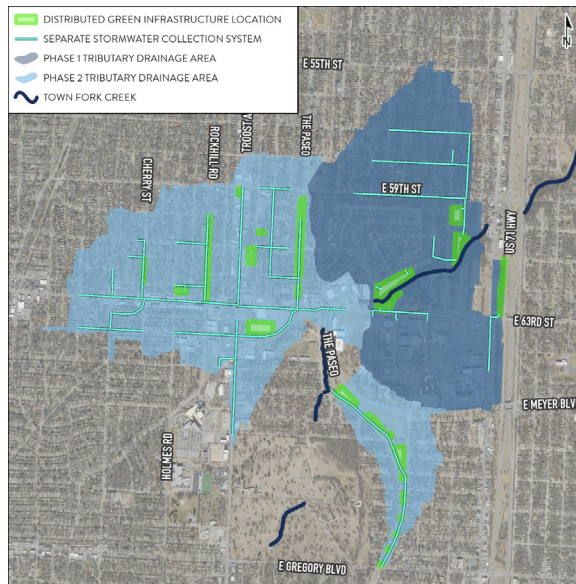 DISTRIBUTED GREEN INFRASTRUCTURE LOCATION
SEPARATE STORMWATER COLLECTION SYSTEM
PHASE 1 TRIBUTARY DRAINAGE AREA
PHASE 2 TRIBUTARY DRAINAGE AREA
TOWN FORK CREEK
N
E 55TH ST
THE PASEO
TROOST A
ROCKHILL RD
CHERRY ST
E 59TH ST
US 71 HWY
E 63RD ST
THE PASEO
E MEYER BLV
HOLMES RD
E GREGORY BLVD